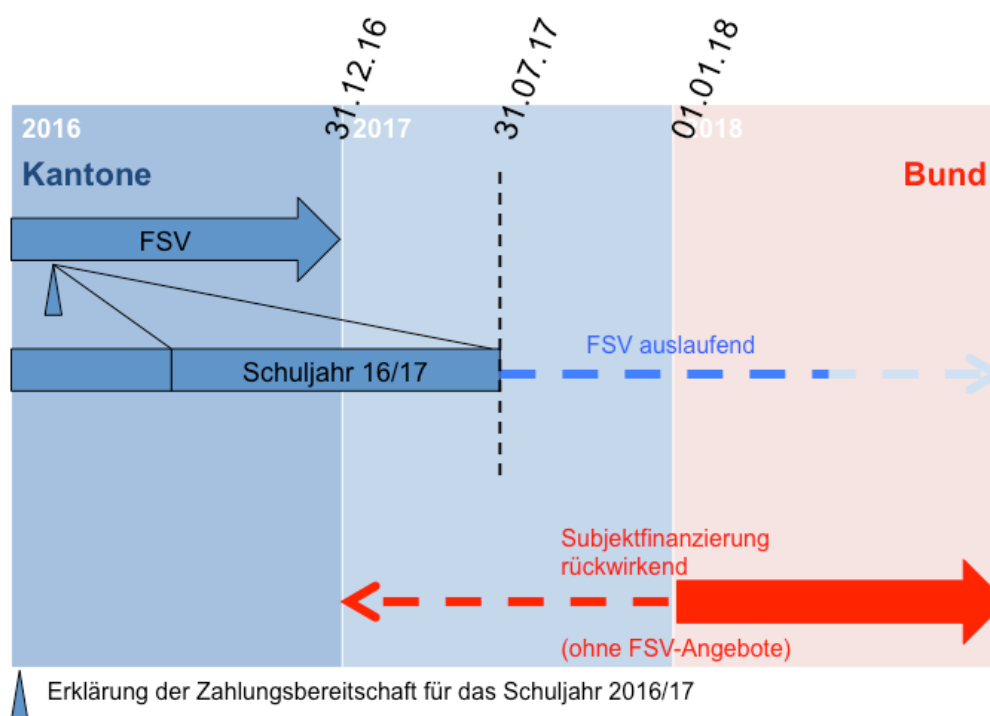 31.12.16
31.07.17
01.01.18
2016
2017
2018
Kantone
Bund
FSV
FSV auslaufend
Schuljahr 16/17
Subjektfinanzierung
rückwirkend
(ohne FSV-Angebote)
Erklärung der Zahlungsbereitschaft für das Schuljahr 2016/17